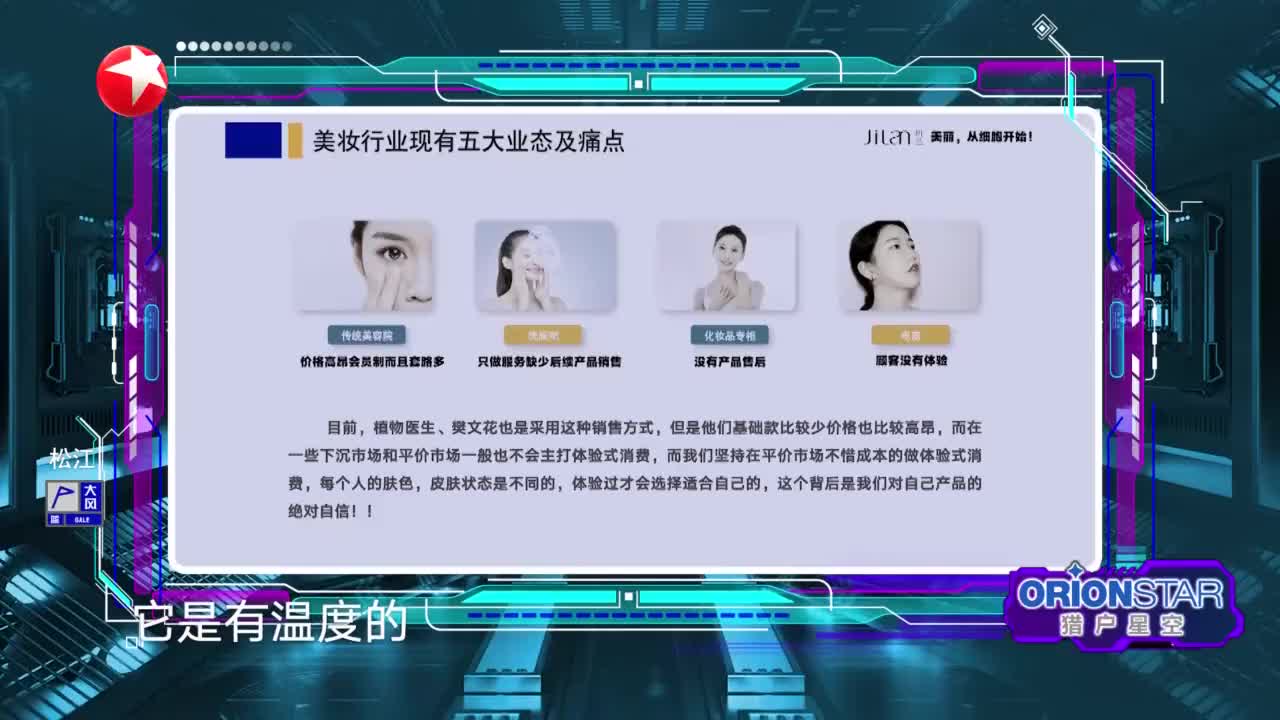 美妆行业现有五大业态及痛点
JiLan 美丽，从细胞开始！
传统美容院
化妆品专柜
电商
价格高昂会员制而且套路多
只做服务缺少后续产品销售
没有产品售后
顾客没有体验
目前，植物医生、樊文花也是采用这种销售方式，但是他们基础款比较少价格也比较高昂，而在
一些下沉市场和平价市场一般也不会主打体验式消费，而我们坚持在平价市场不惜成本的做体验式消
费，每个人的肤色，皮肤状态是不同的，体验过才会选择适合自己的，这个背后是我们对自己产品的
绝对自信！！
松江
大风
蓝 GALE
它是有温度的
ORIONSTAR
猎户星空